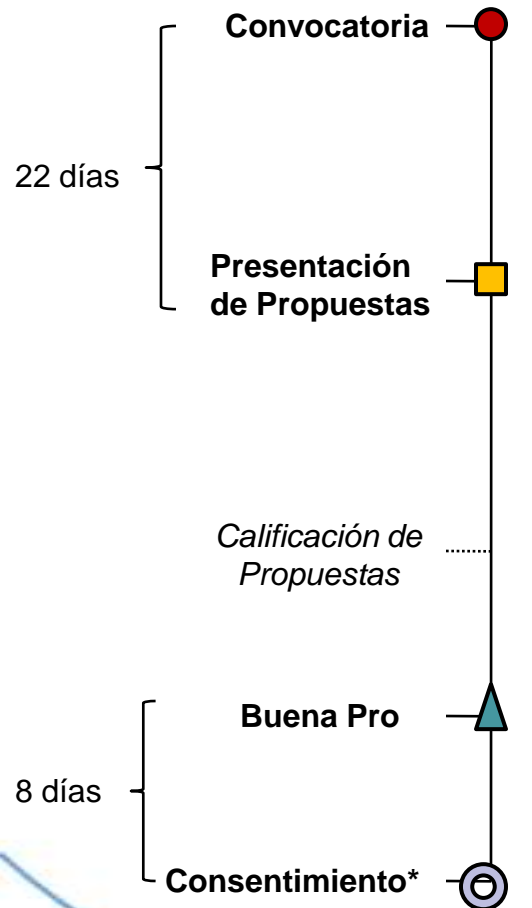 Convocatoria
22 días
Presentación
de Propuestas
Calificación de
Propuestas
Buena Pro
8 días
Consentimiento*